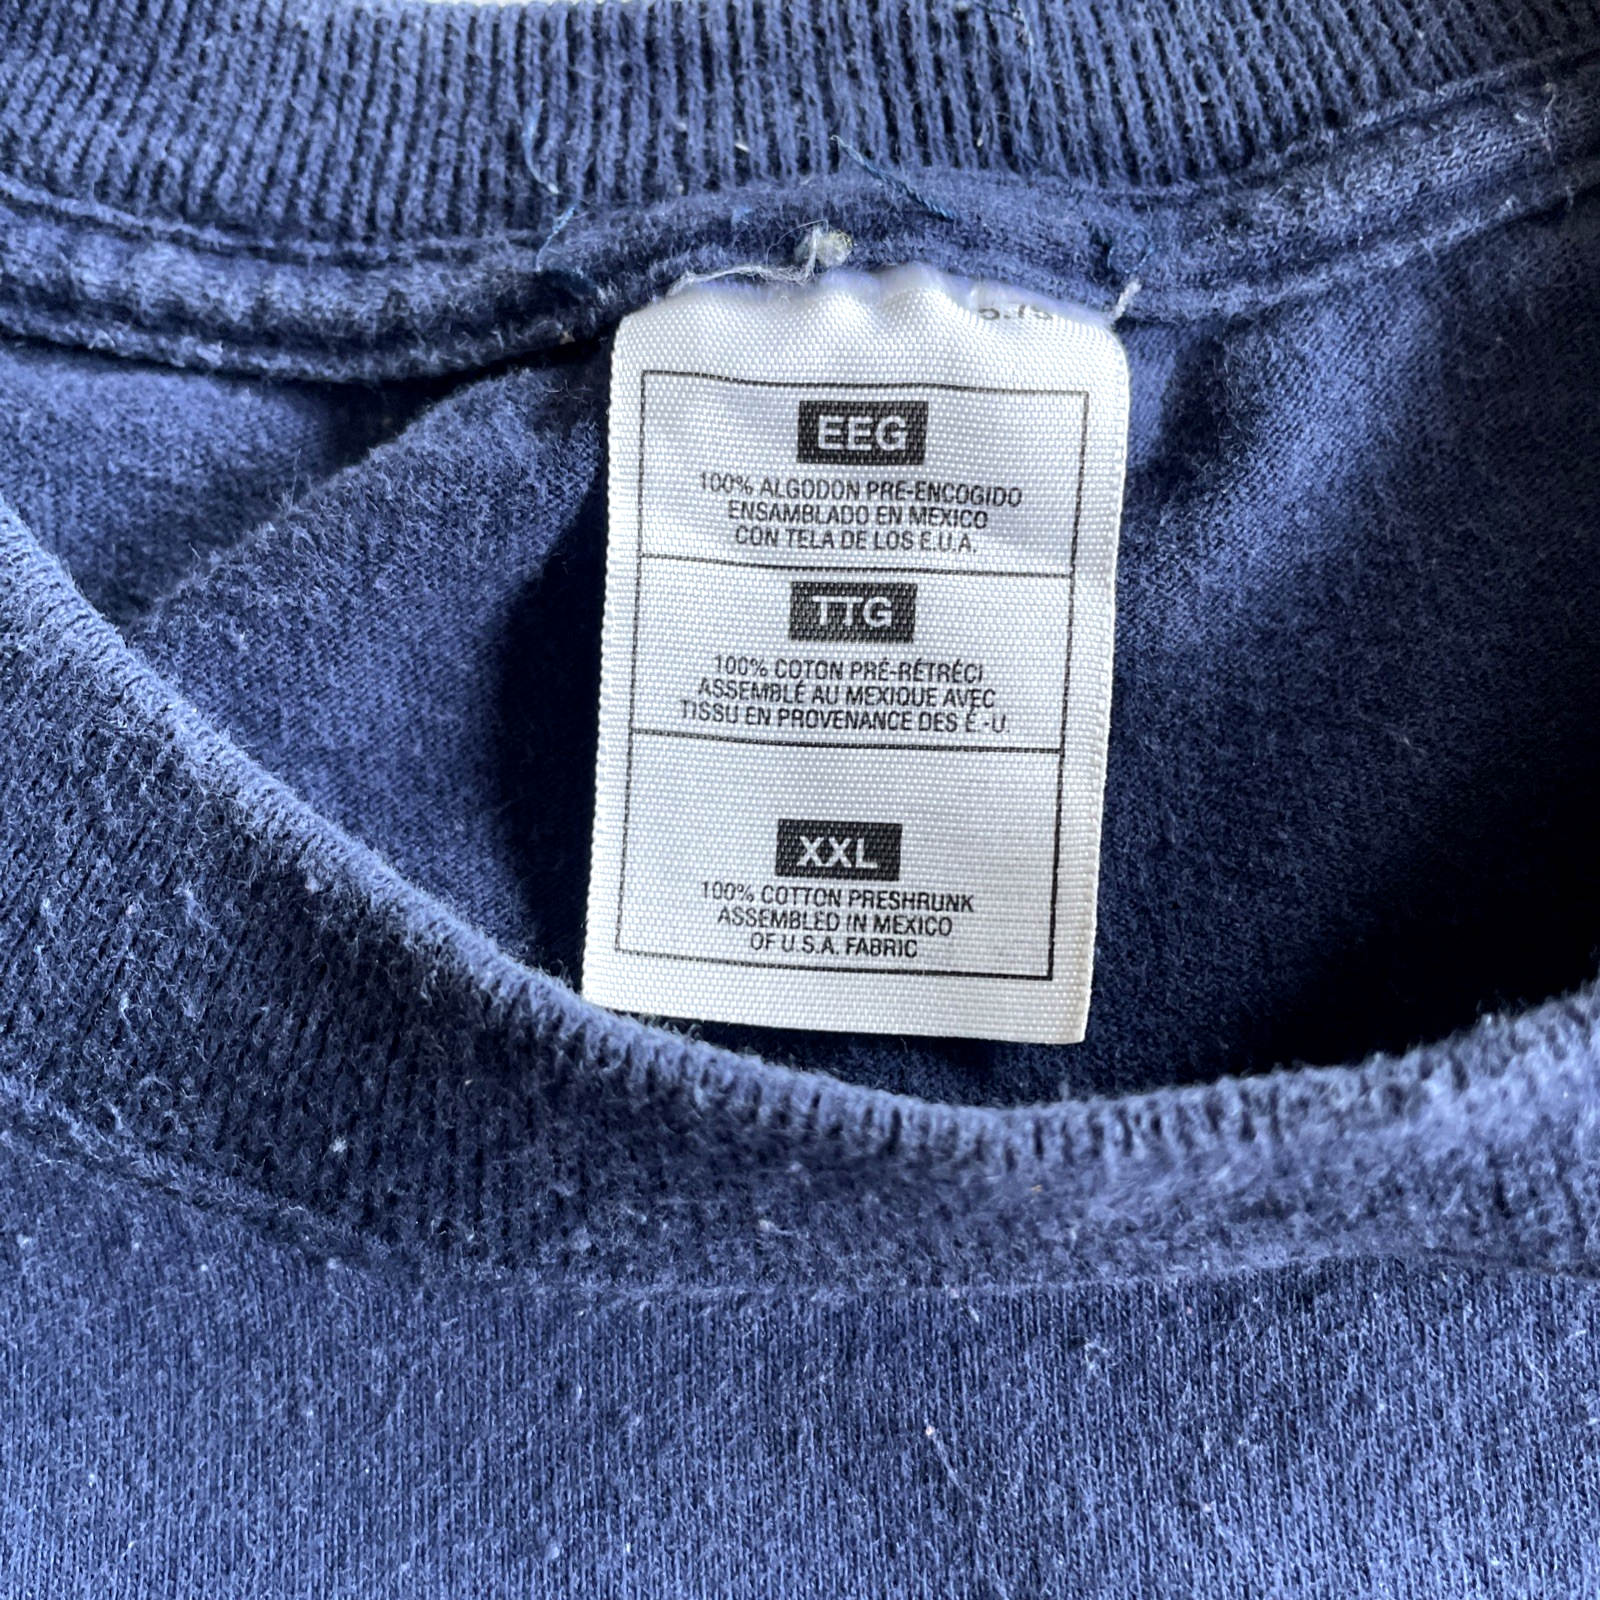 EEG
100% ALGODON PRE-ENCOGIDO
ENSAMBLADO EN MEXICO
CON TELA DE LOS E.U.A.
TTG
100% COTON PRÉ-RÉTRÉCI
ASSEMBLÉ AU MEXIQUE AVEC
TISSU EN PROVENANCE DES É.-U.
XXL
100% COTTON PRESHRUNK
ASSEMBLED IN MEXICO
OF U.S.A. FABRIC